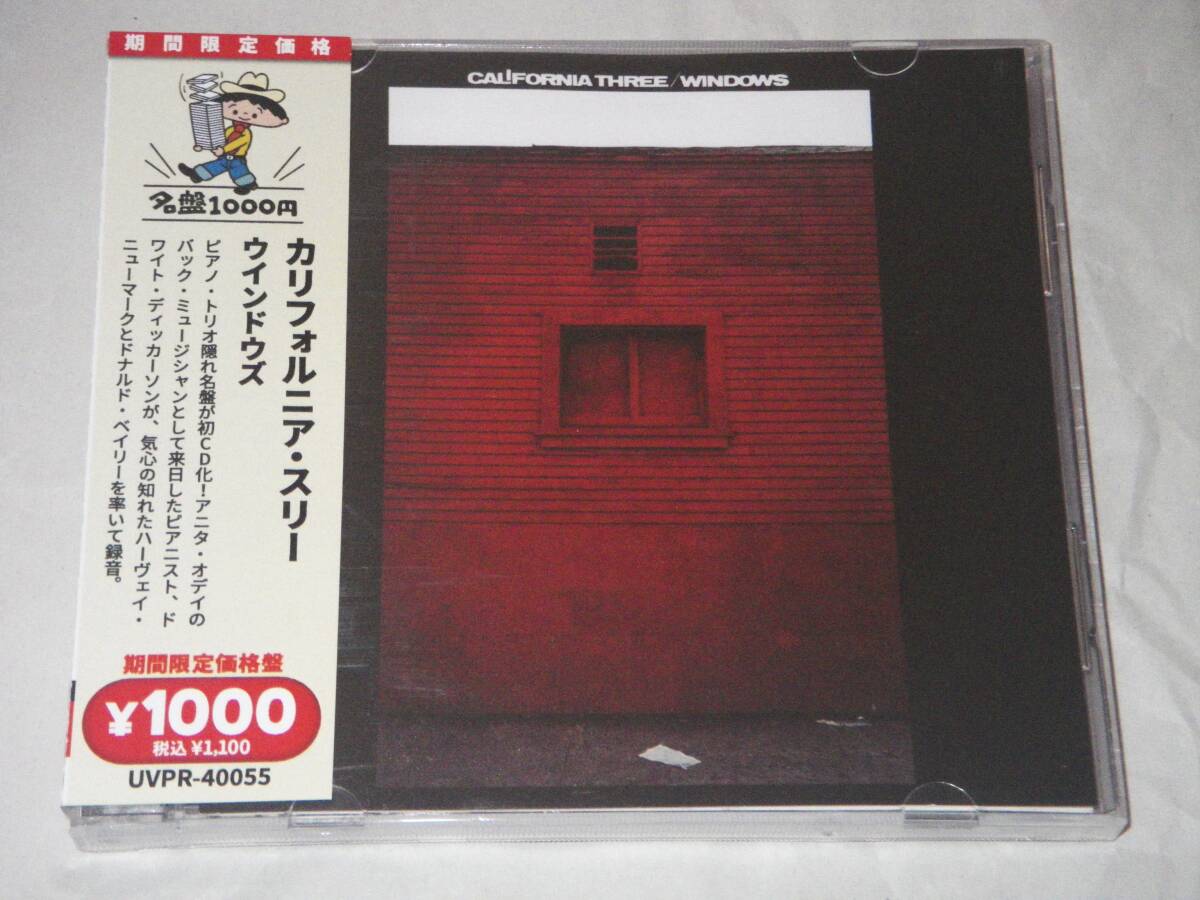 期間限定価格
名盤1000円
カリフォルニア・スリー
ウインドウズ
ピアノ・トリオ隠れ名盤が初CD化！アニタ・オデイの
バック・ミュージシャンとして来日したピアニスト、ド
ワイト・ディッカーソンが、気心の知れたハーヴェイ・
ニューマークとドナルド・ベイリーを率いて録音。
期間限定価格盤
¥1000
税込 ¥1,100
UVPR-40055
CALIFORNIA THREE/WINDOWS